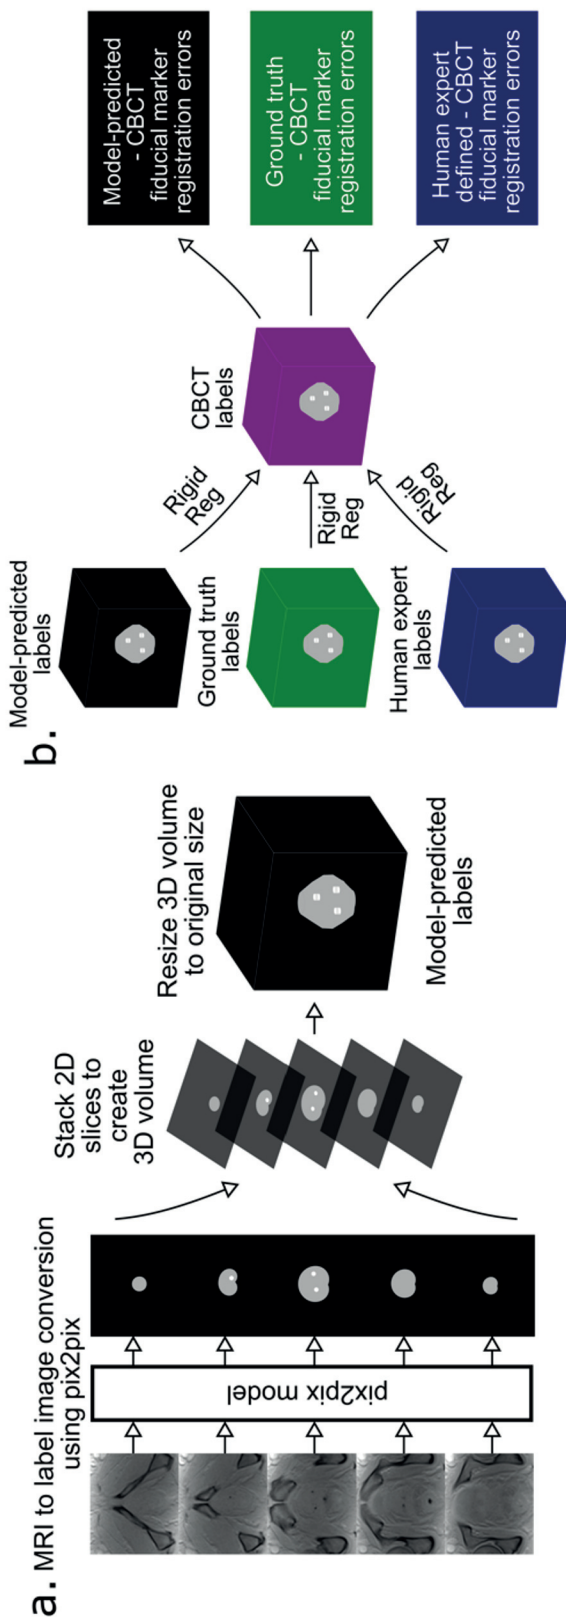 a. MRI to label image conversion
using pix2pix
pix2pix model
Stack 2D
slices to
create
3D volume
Resize 3D volume
to original size
Model-predicted
labels
b.
Model-predicted
labels
Ground truth
labels
Human expert
labels
Rigid
Reg
Rigid
Reg
Rigid
Reg
CBCT
labels
Model-predicted
- CBCT
fiducial marker
registration errors
Ground truth
- CBCT
fiducial marker
registration errors
Human expert
defined - CBCT
fiducial marker
registration errors